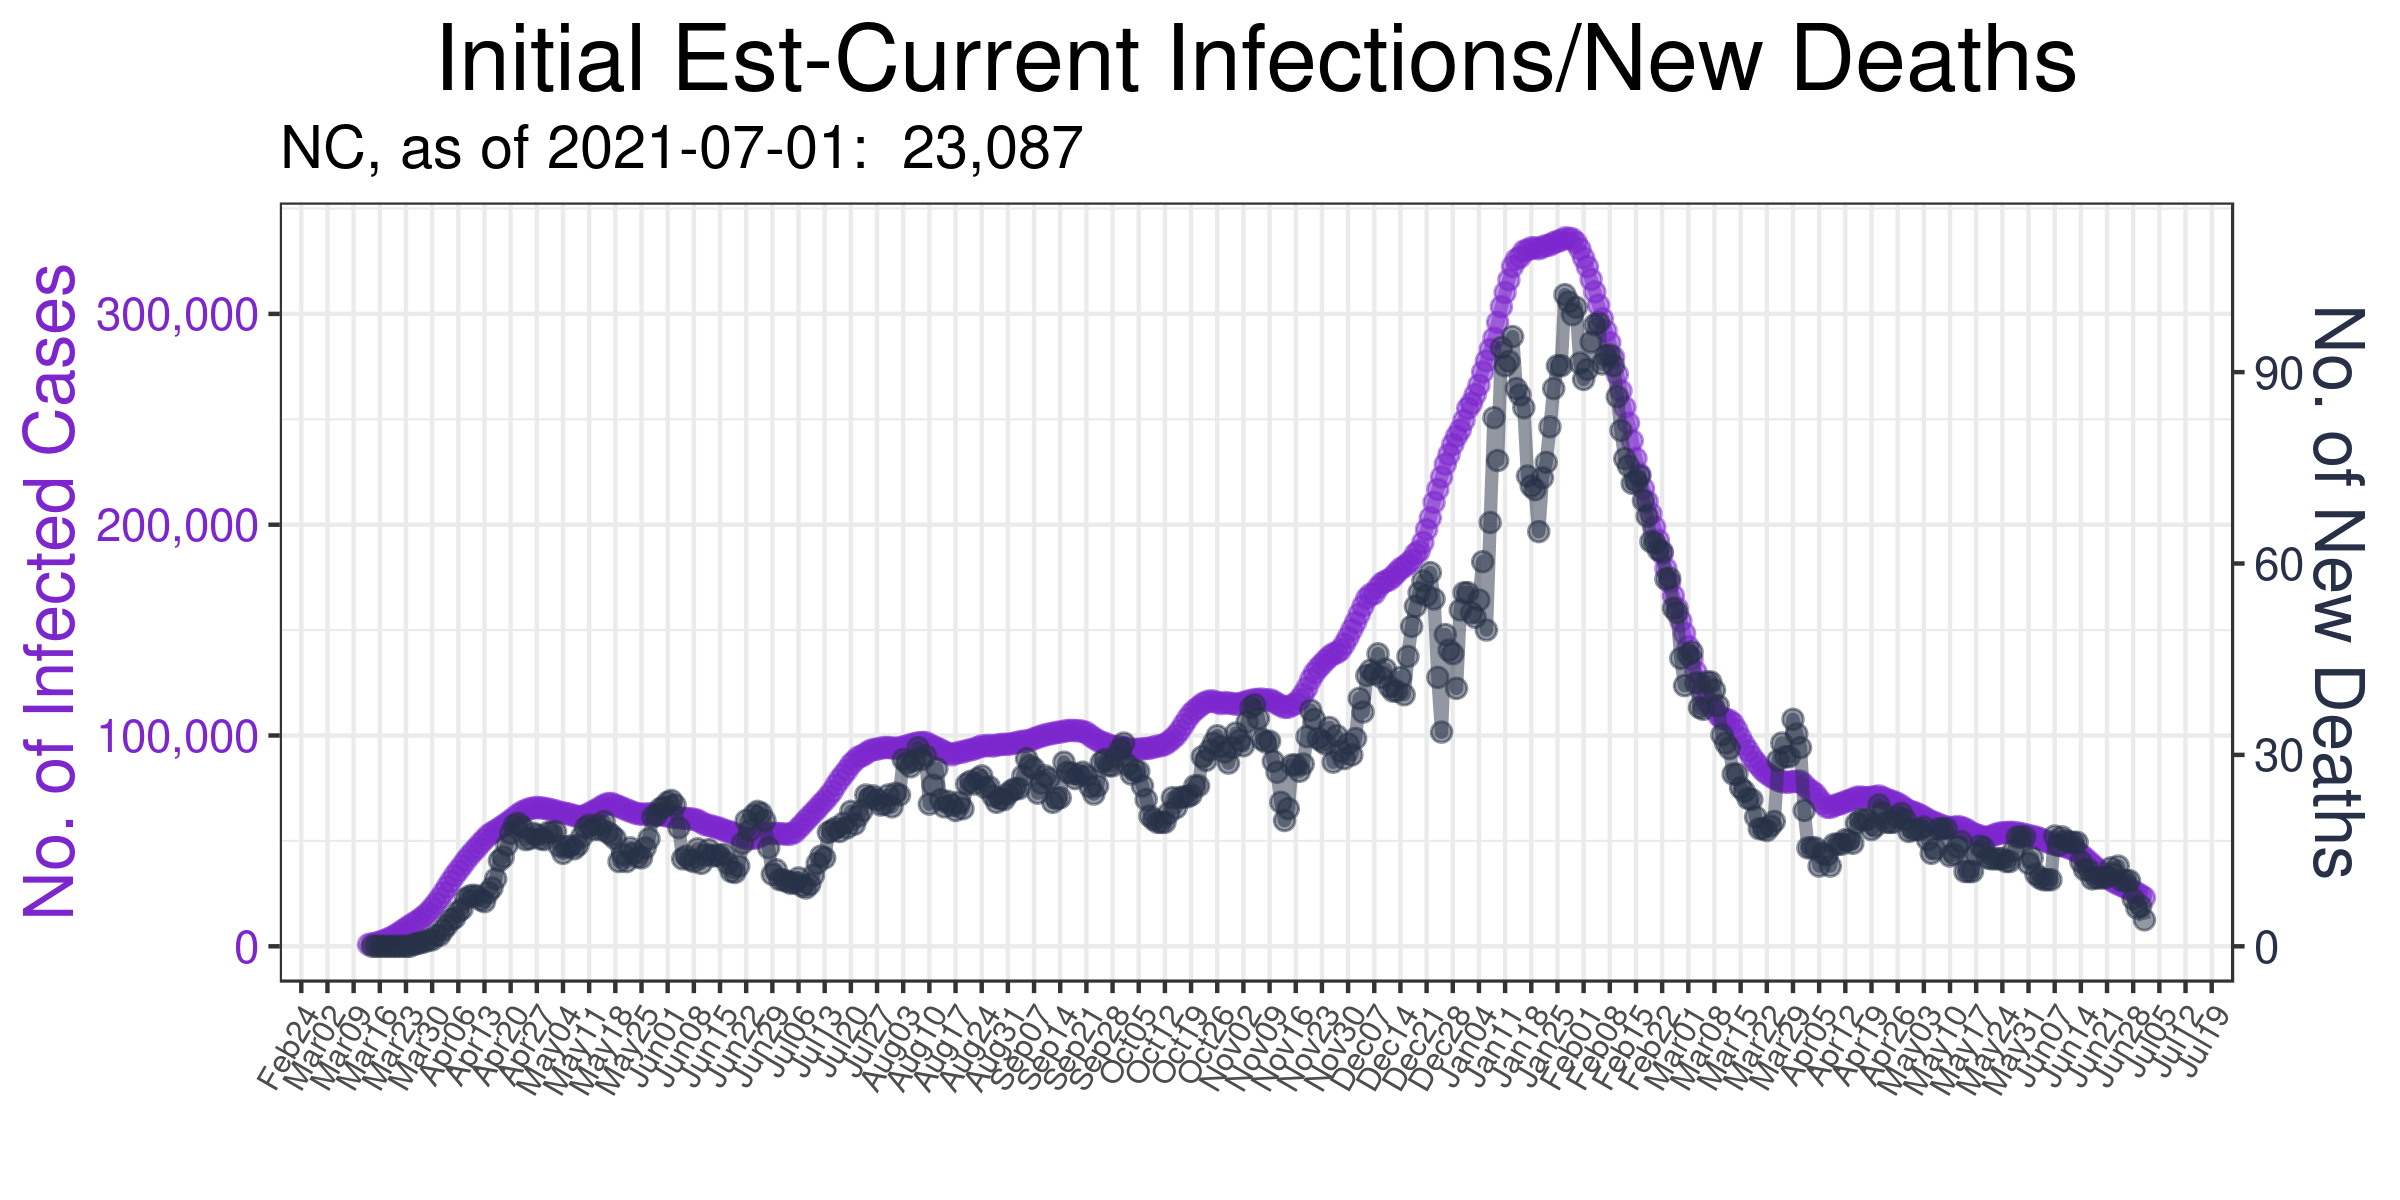 Initial Est-Current Infections/New Deaths
NC, as of 2021-07-01:  23,087
No. of Infected Cases
300,000
200,000
100,000
0
No. of New Deaths
90
60
30
0
Feb24
Mar02
Mar09
Mar16
Mar23
Mar30
Apr06
Apr13
Apr20
Apr27
May04
May11
May18
May25
Jun01
Jun08
Jun15
Jun22
Jun29
Jul06
Jul13
Jul20
Jul27
Aug03
Aug10
Aug17
Aug24
Aug31
Sep07
Sep14
Sep21
Sep28
Oct05
Oct12
Oct19
Oct26
Nov02
Nov09
Nov16
Nov23
Nov30
Dec07
Dec14
Dec21
Dec28
Jan04
Jan11
Jan18
Jan25
Feb01
Feb08
Feb15
Feb22
Mar01
Mar08
Mar15
Mar22
Mar29
Apr05
Apr12
Apr19
Apr26
May03
May10
May17
May24
May31
Jun07
Jun14
Jun21
Jun28
Jul05
Jul12
Jul19